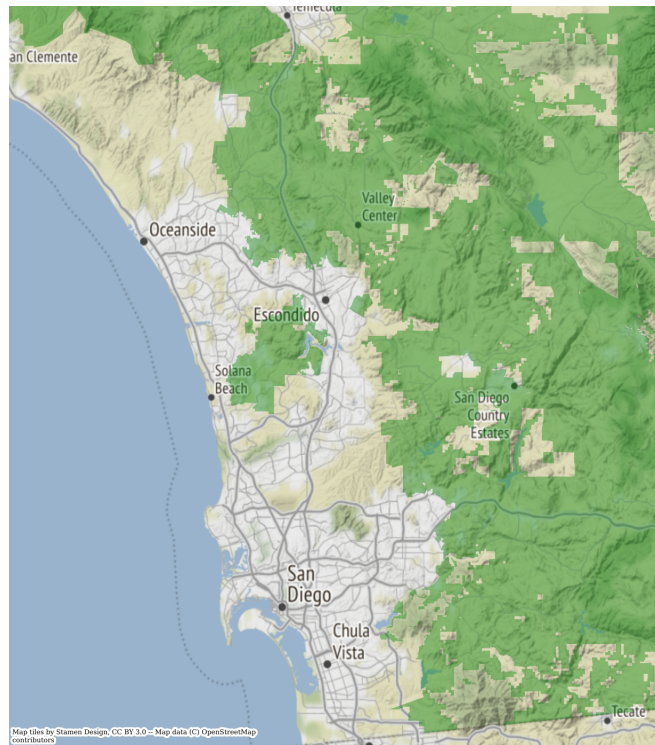 Temecula
an Clemente
Valley
Center
Oceanside
Escondido
Solana
Beach
San Diego
Country
Estates
San
Diego
Chula
Vista
Tecate
Map tiles by Stamen Design, CC BY 3.0 -- Map data (C) OpenStreetMap
contributors